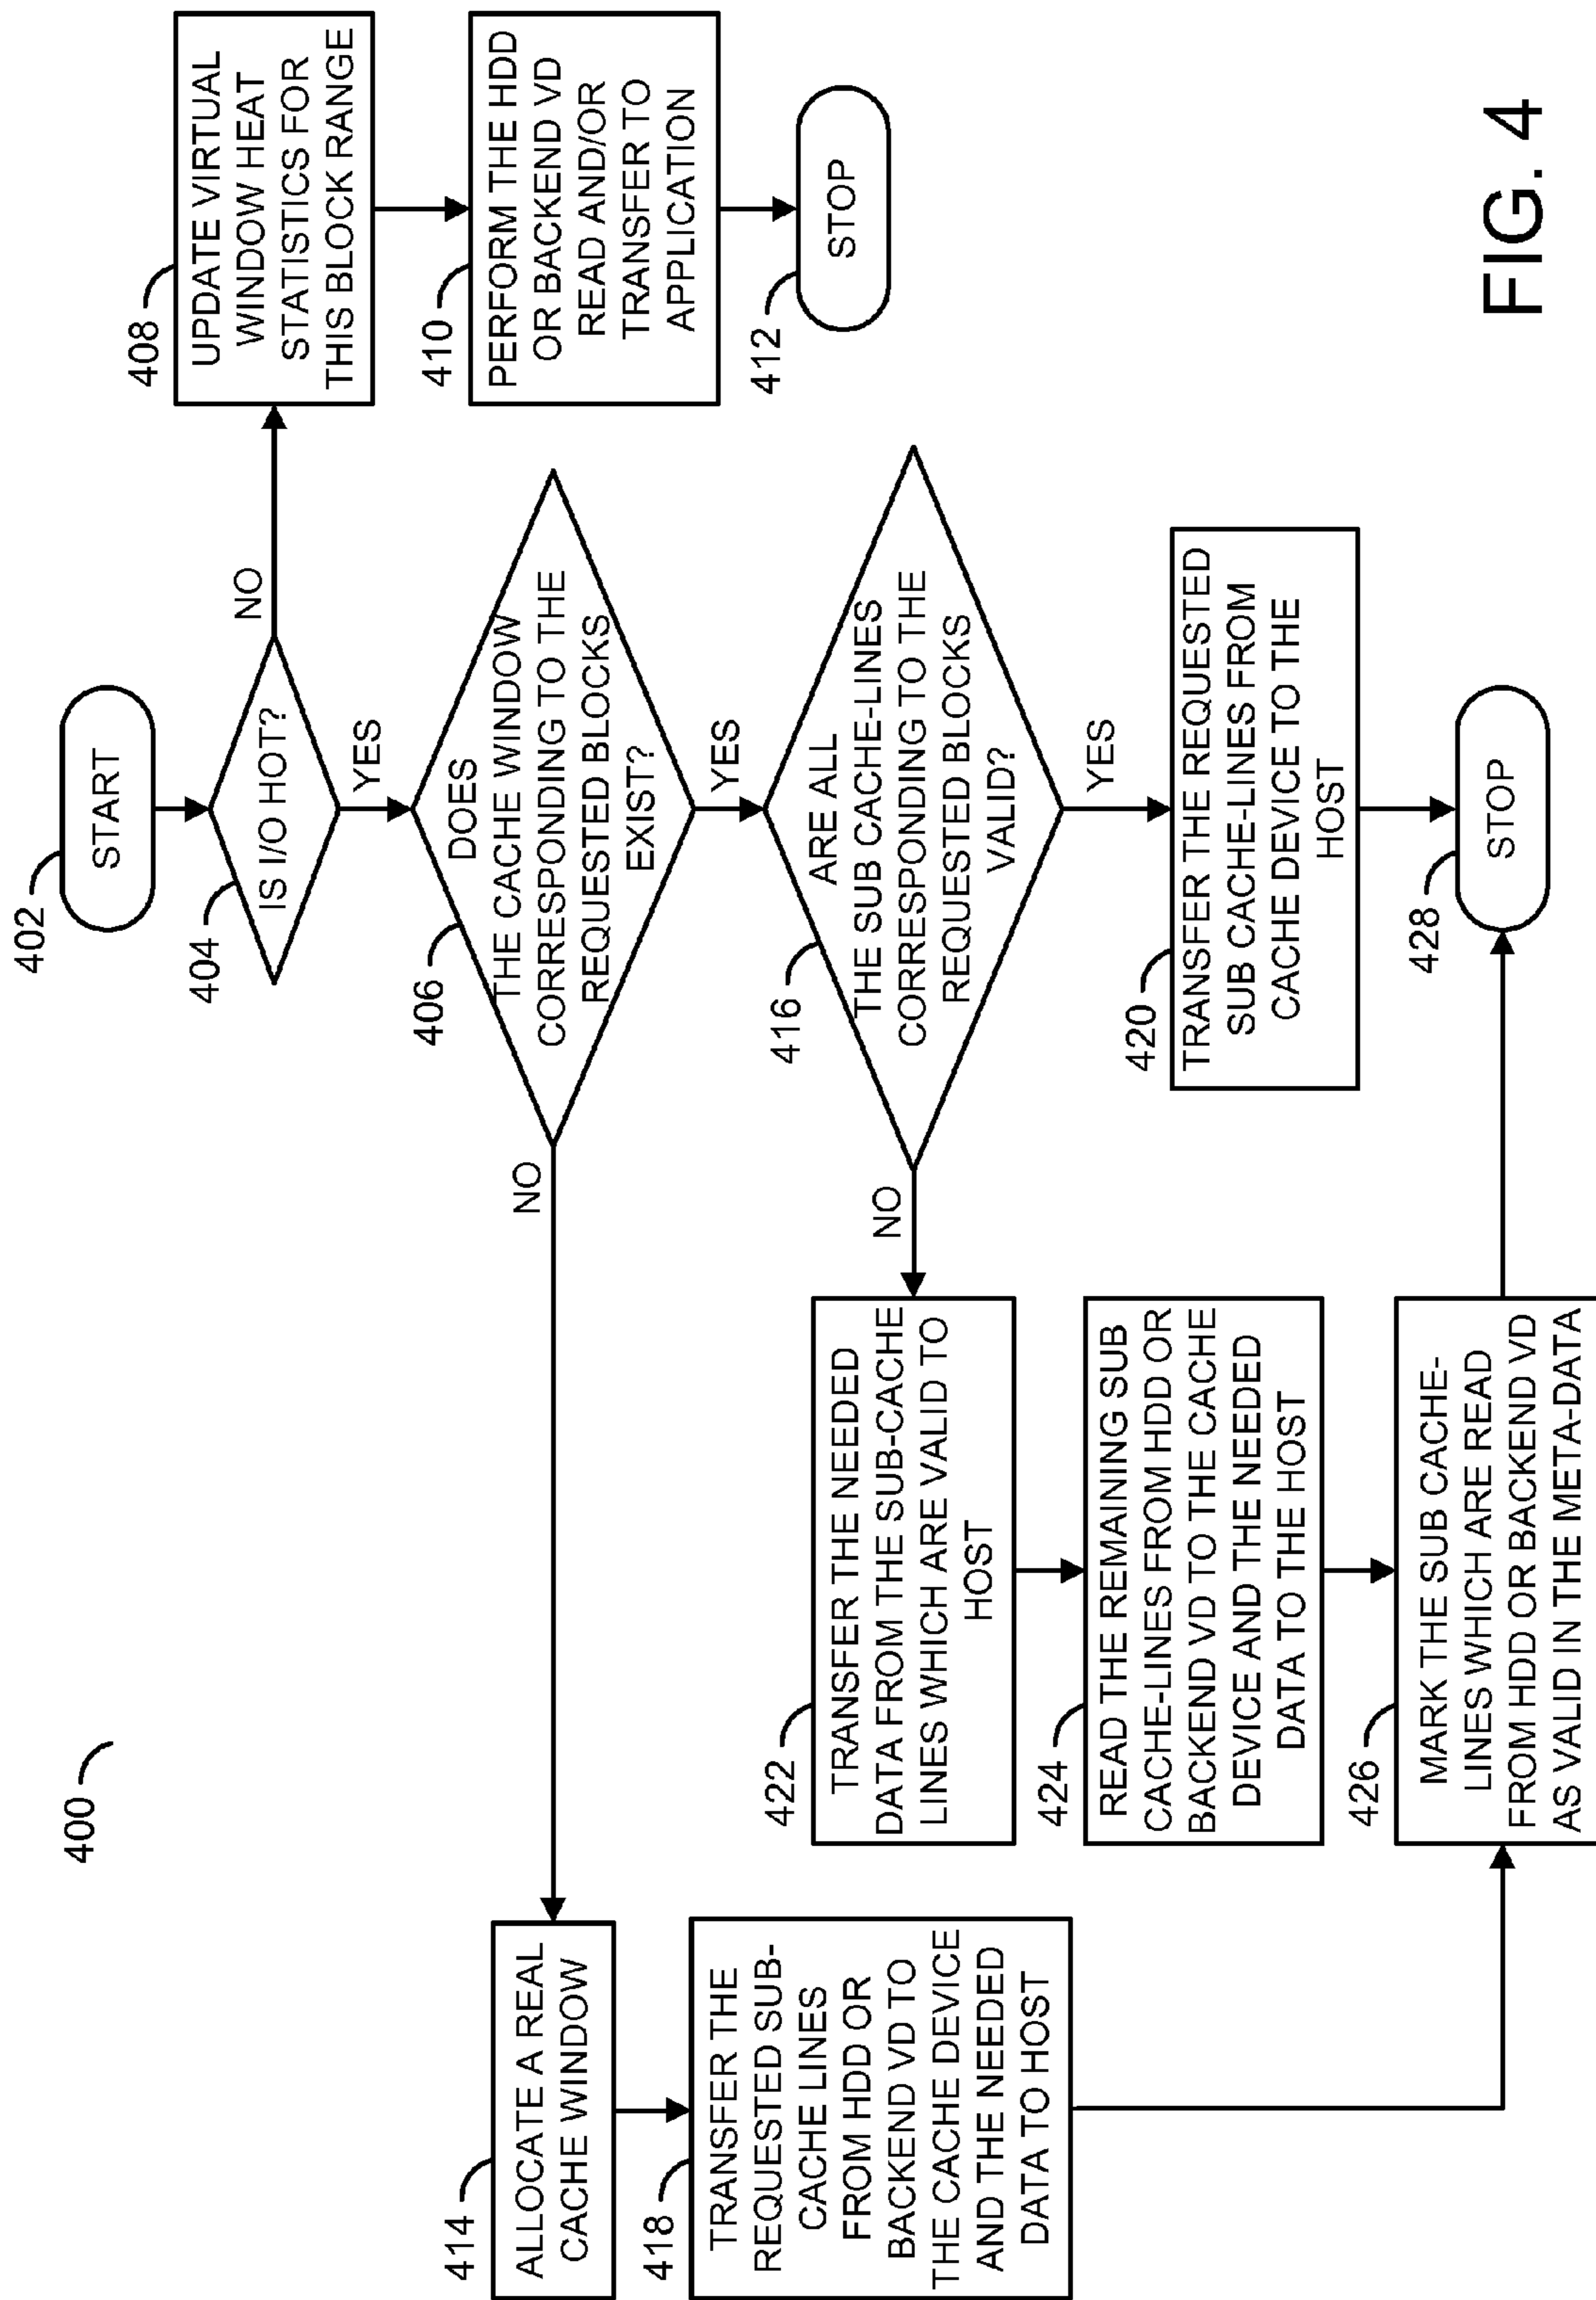 400
402
START
404
IS I/O HOT?
NO
YES
408
UPDATE VIRTUAL
WINDOW HEAT
STATISTICS FOR
THIS BLOCK RANGE
406
DOES
THE CACHE WINDOW
CORRESPONDING TO THE
REQUESTED BLOCKS
EXIST?
NO
YES
410
PERFORM THE HDD
OR BACKEND VD
READ AND/OR
TRANSFER TO
APPLICATION
412
STOP
414
ALLOCATE A REAL
CACHE WINDOW
416
ARE ALL
THE SUB CACHE-LINES
CORRESPONDING TO THE
REQUESTED BLOCKS
VALID?
NO
YES
418
TRANSFER THE
REQUESTED SUB-
CACHE LINES
FROM HDD OR
BACKEND VD TO
THE CACHE DEVICE
AND THE NEEDED
DATA TO HOST
422
TRANSFER THE NEEDED
DATA FROM THE SUB-CACHE
LINES WHICH ARE VALID TO
HOST
420
TRANSFER THE REQUESTED
SUB CACHE-LINES FROM
CACHE DEVICE TO THE
HOST
424
READ THE REMAINING SUB
CACHE-LINES FROM HDD OR
BACKEND VD TO THE CACHE
DEVICE AND THE NEEDED
DATA TO THE HOST
426
MARK THE SUB CACHE-
LINES WHICH ARE READ
FROM HDD OR BACKEND VD
AS VALID IN THE META-DATA
428
STOP
FIG. 4